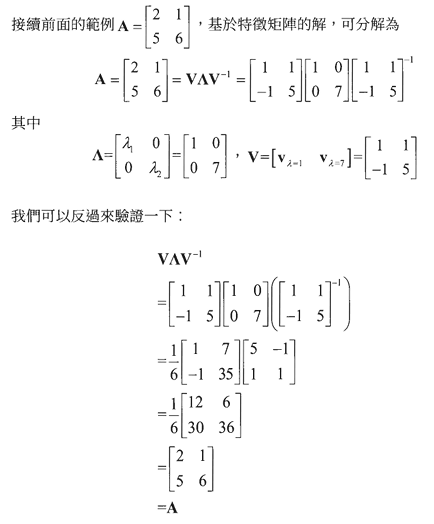 接續前面的範例 A = [2 1; 5 6],基於特徵矩陣的解,可分解為
A = [2 1; 5 6] = VΛV⁻¹ = [1 1; −1 5][1 0; 0 7][1 1; −1 5]⁻¹
其中
Λ=[λ₁ 0; 0 λ₂]=[1 0; 0 7],V=[v_λ=1 v_λ=7]=[1 1; −1 5]
我們可以反過來驗證一下:
VΛV⁻¹
=[1 1; −1 5][1 0; 0 7]([1 1; −1 5]⁻¹)
=1/6[1 7; −1 35][5 −1; 1 1]
=1/6[12 6; 30 36]
=[2 1; 5 6]
=A